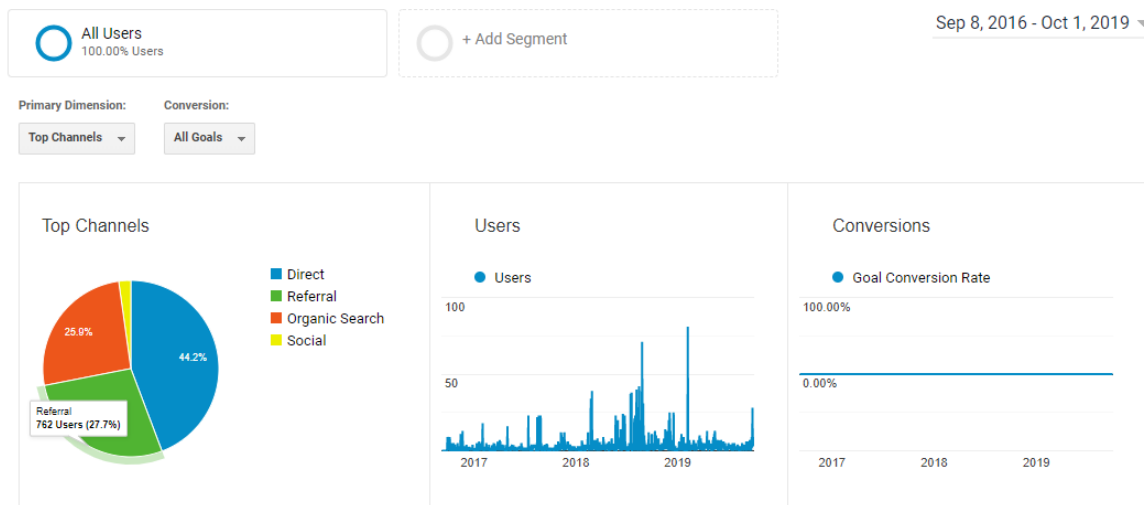 All Users
100.00% Users
+ Add Segment
Sep 8, 2016 - Oct 1, 2019
Primary Dimension:
Conversion:
Top Channels
All Goals
Top Channels
Direct
Referral
Organic Search
Social
25.9%
44.2%
Referral
762 Users (27.7%)
Users
Users
100
50
2017
2018
2019
Conversions
Goal Conversion Rate
100.00%
0.00%
2017
2018
2019